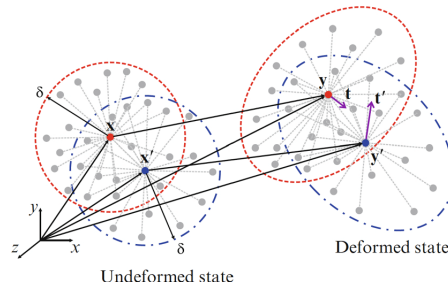 y
t
t′
δ
x
x′
y′
y
δ
z
x
Undeformed state
Deformed state